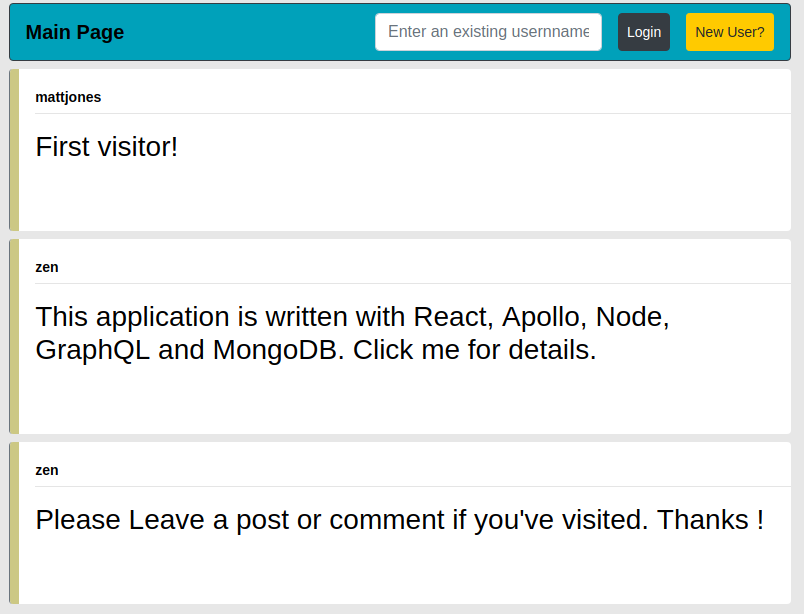 Main Page
Enter an existing usernname
Login
New User?
mattjones
First visitor!
zen
This application is written with React, Apollo, Node,
GraphQL and MongoDB. Click me for details.
zen
Please Leave a post or comment if you've visited. Thanks !